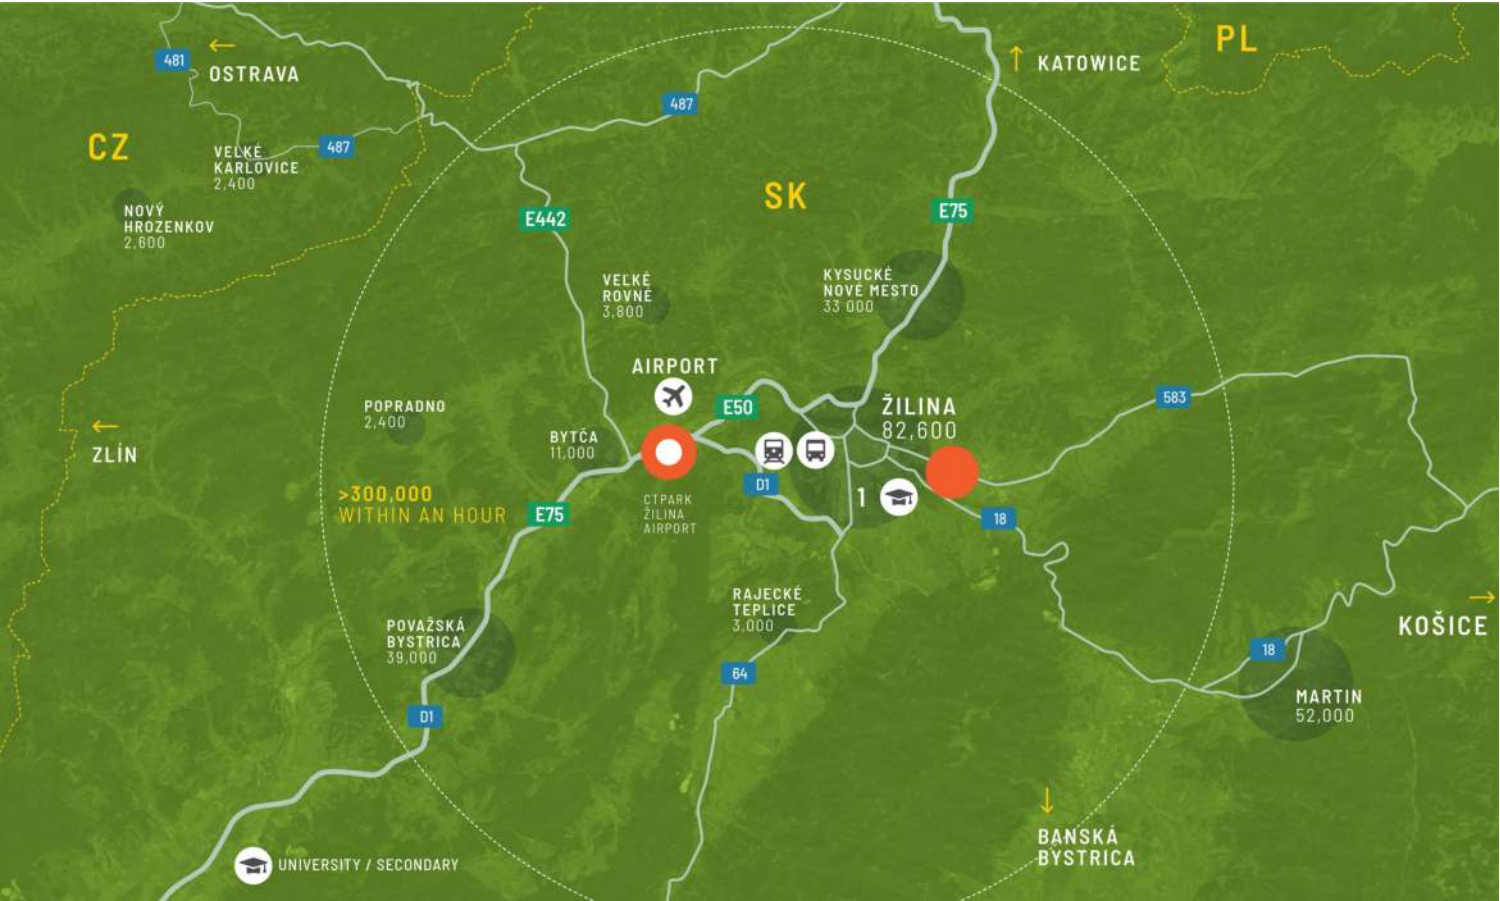 PL
481
OSTRAVA
KATOWICE
487
CZ
VELKÉ
KARLOVICE
2,400
487
SK
NOVÝ
HROZENKOV
2,600
E442
E75
VEĽKÉ
ROVNÉ
3,800
KYSUCKÉ
NOVÉ MESTO
33 000
AIRPORT
583
POPRADNO
2,400
E50
ŽILINA
82,600
ZLÍN
BYTČA
11,000
D1
>300,000
WITHIN AN HOUR
E75
CTPARK
ŽILINA
AIRPORT
1
18
RAJECKÉ
TEPLICE
3,000
KOŠICE
POVAŽSKÁ
BYSTRICA
39,000
64
18
MARTIN
52,000
D1
BANSKÁ
BYSTRICA
UNIVERSITY / SECONDARY